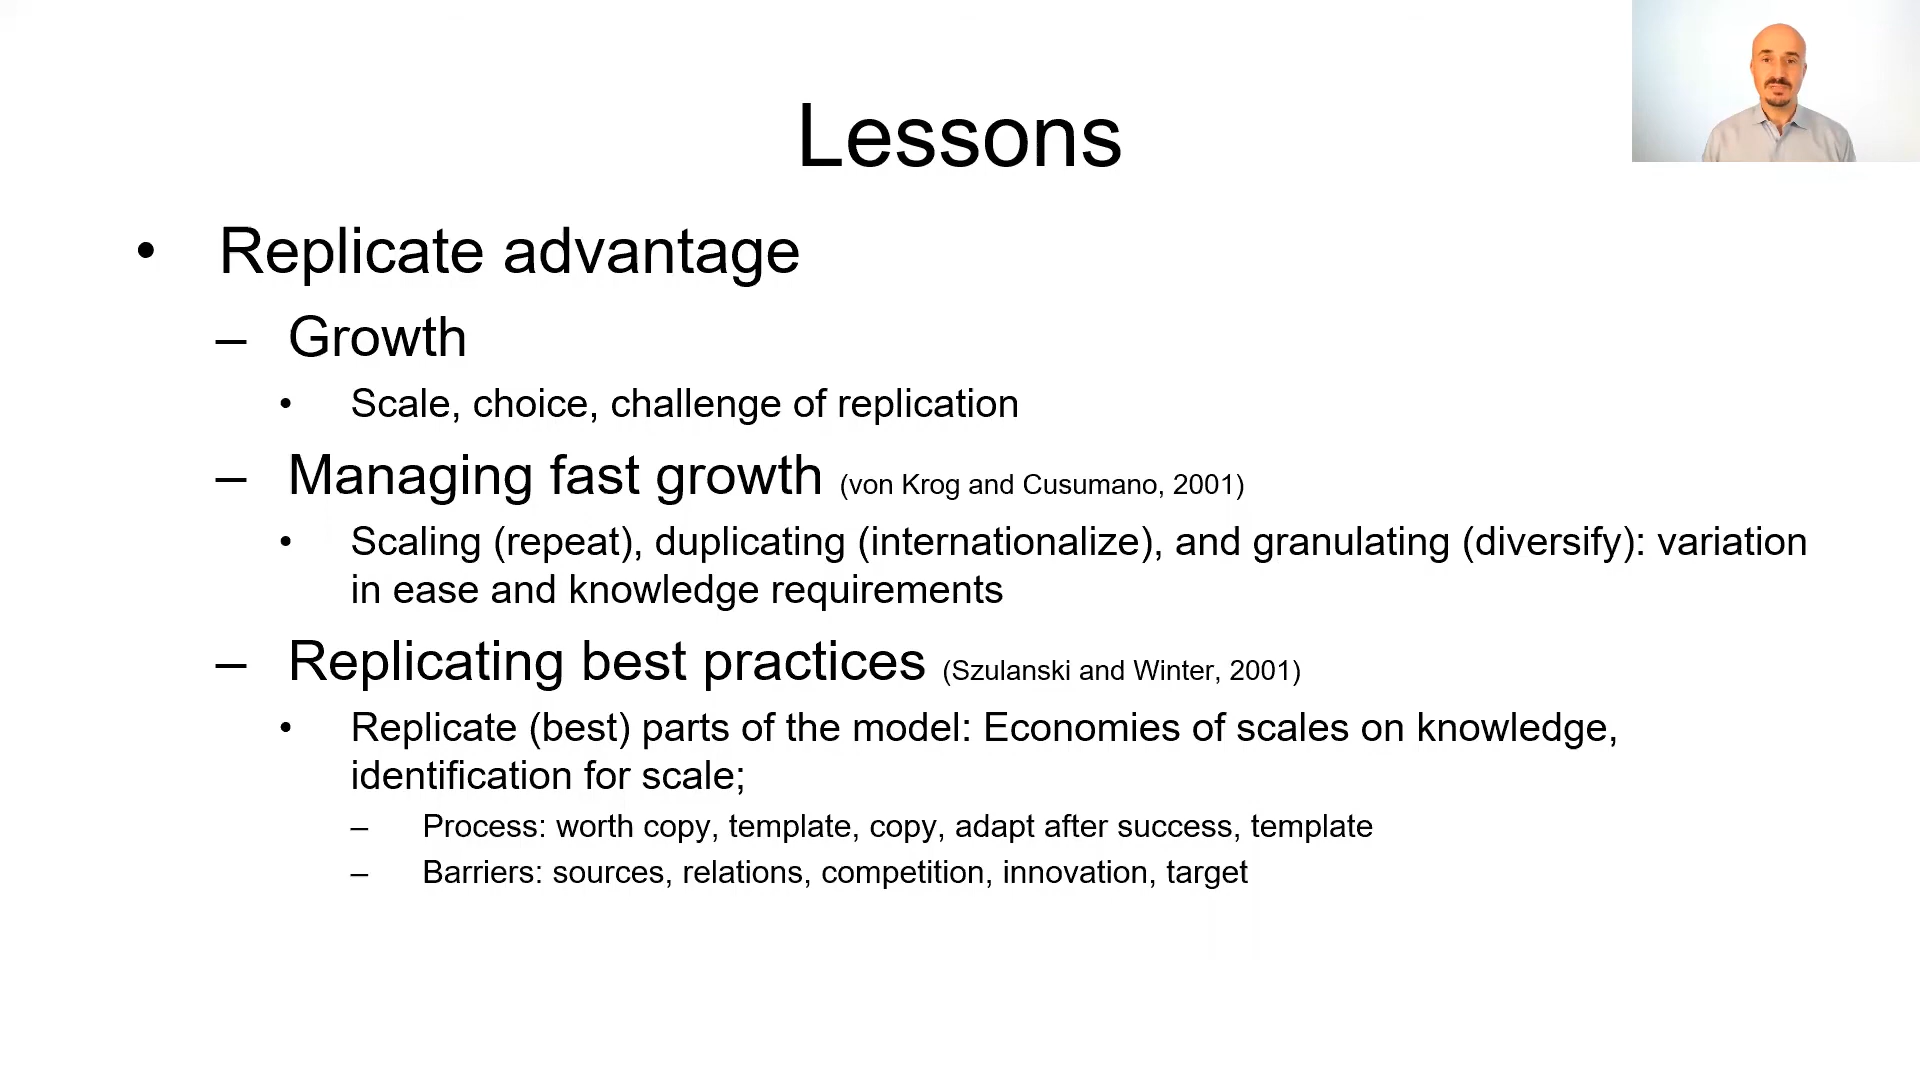 Lessons
• Replicate advantage
– Growth
• Scale, choice, challenge of replication
– Managing fast growth (von Krog and Cusumano, 2001)
• Scaling (repeat), duplicating (internationalize), and granulating (diversify): variation
in ease and knowledge requirements
– Replicating best practices (Szulanski and Winter, 2001)
• Replicate (best) parts of the model: Economies of scales on knowledge,
identification for scale;
– Process: worth copy, template, copy, adapt after success, template
– Barriers: sources, relations, competition, innovation, target